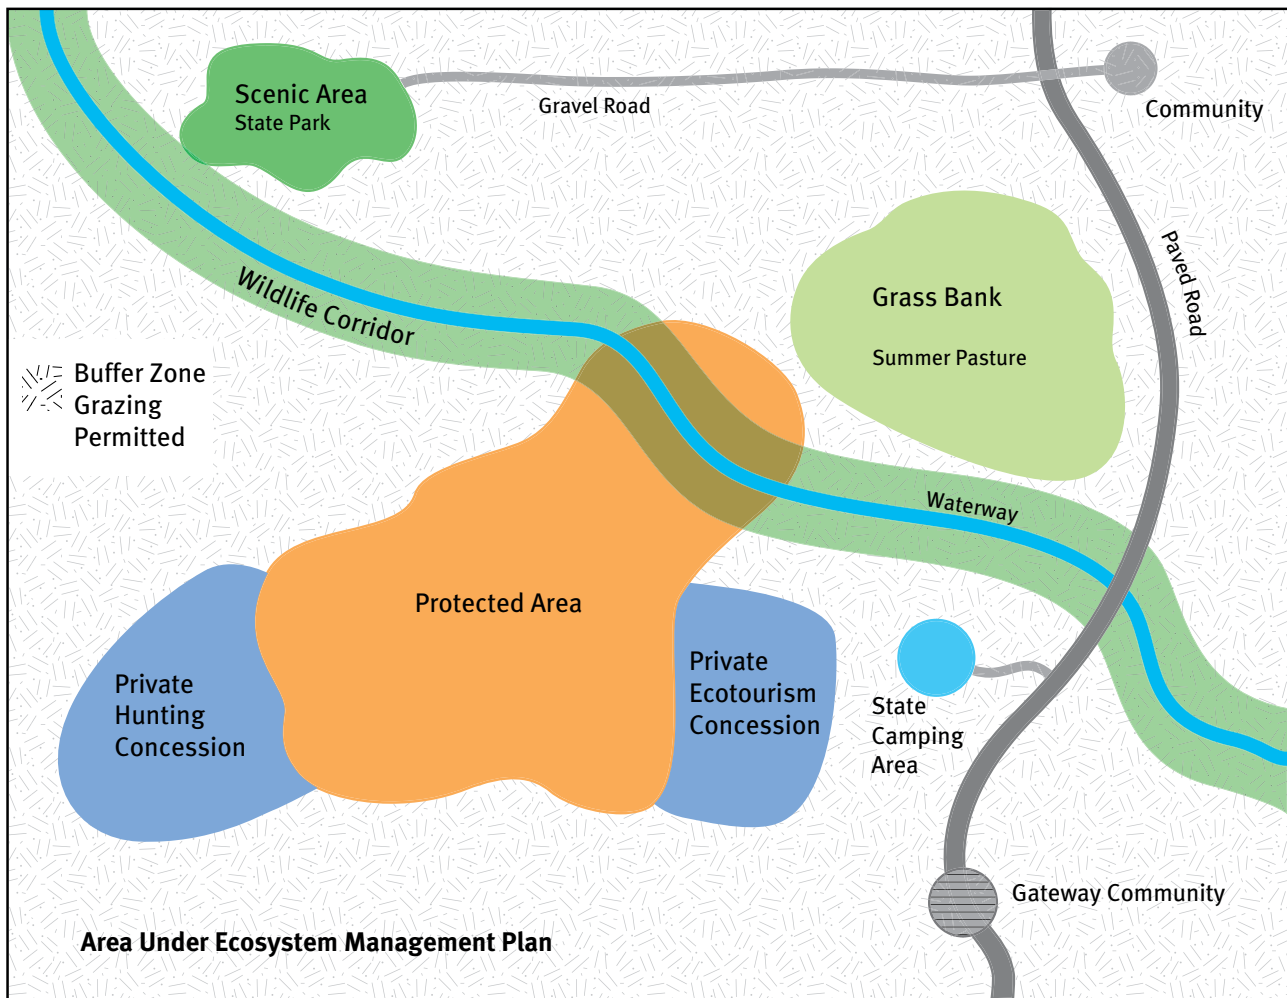 Scenic Area
State Park
Gravel Road
Community
Paved Road
Wildlife Corridor
Grass Bank
Summer Pasture
Buffer Zone
Grazing
Permitted
Waterway
Protected Area
Private
Hunting
Concession
Private
Ecotourism
Concession
State
Camping
Area
Gateway Community
Area Under Ecosystem Management Plan